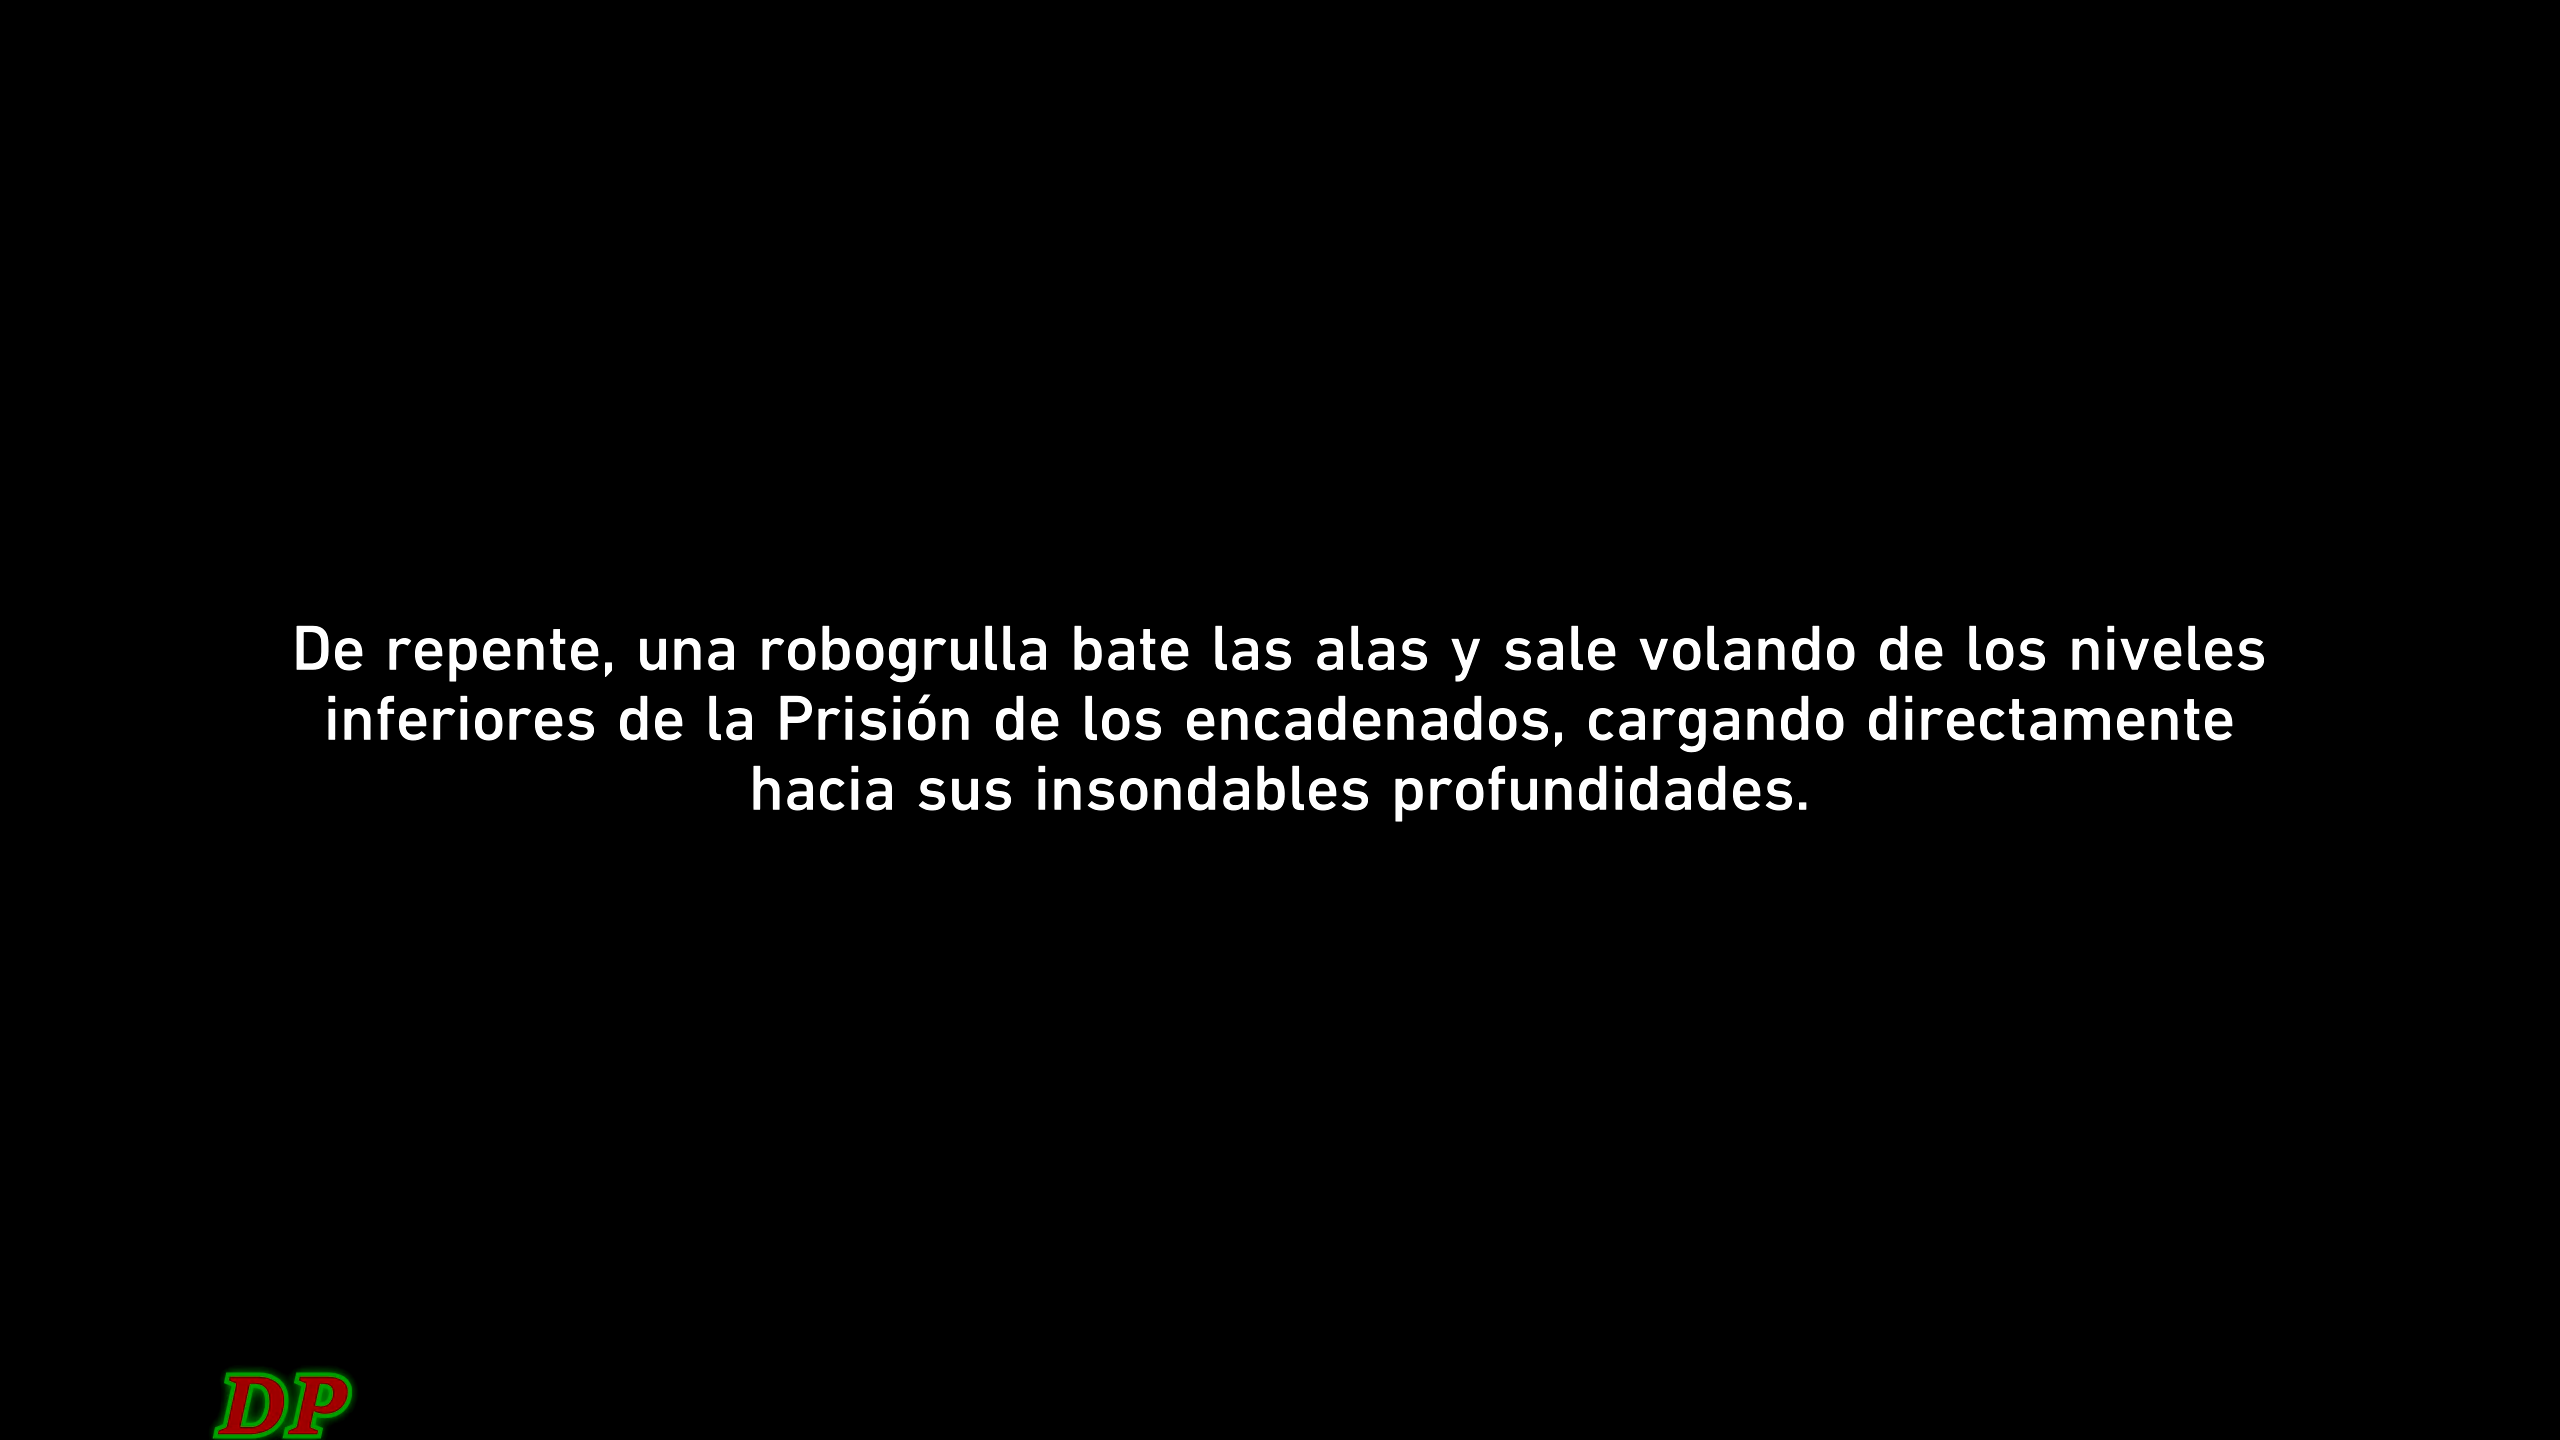 De repente, una robogrulla bate las alas y sale volando de los niveles
inferiores de la Prisión de los encadenados, cargando directamente
hacia sus insondables profundidades.
DP